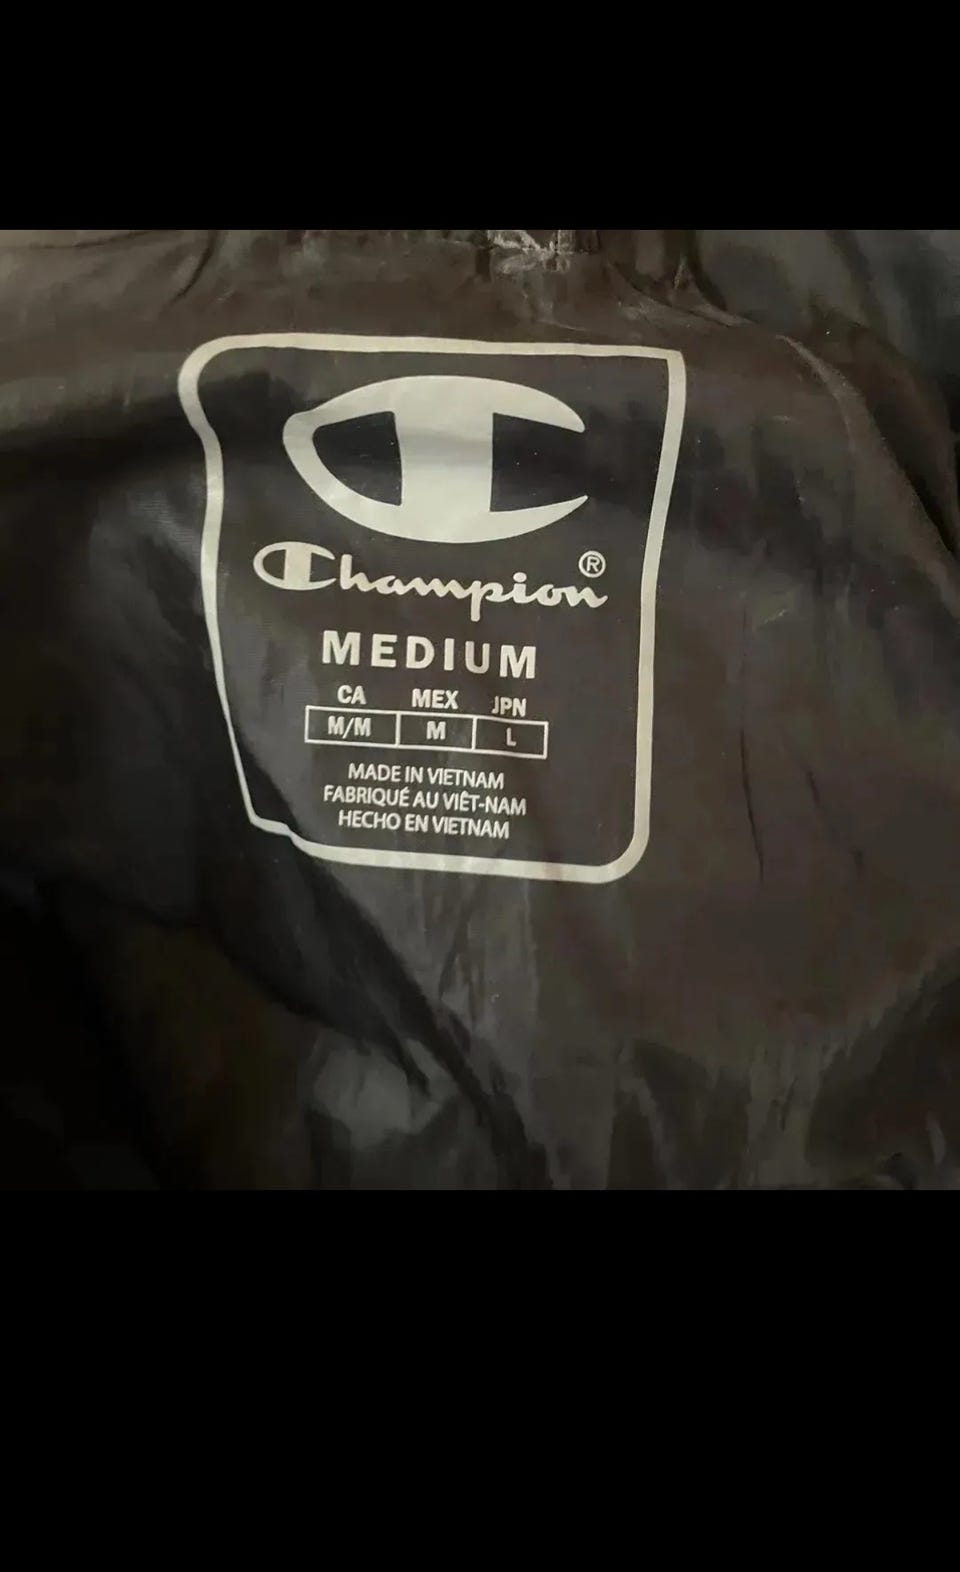 Champion®
MEDIUM
CA MEX JPN
M/M M L
MADE IN VIETNAM
FABRIQUÉ AU VIÊT-NAM
HECHO EN VIETNAM